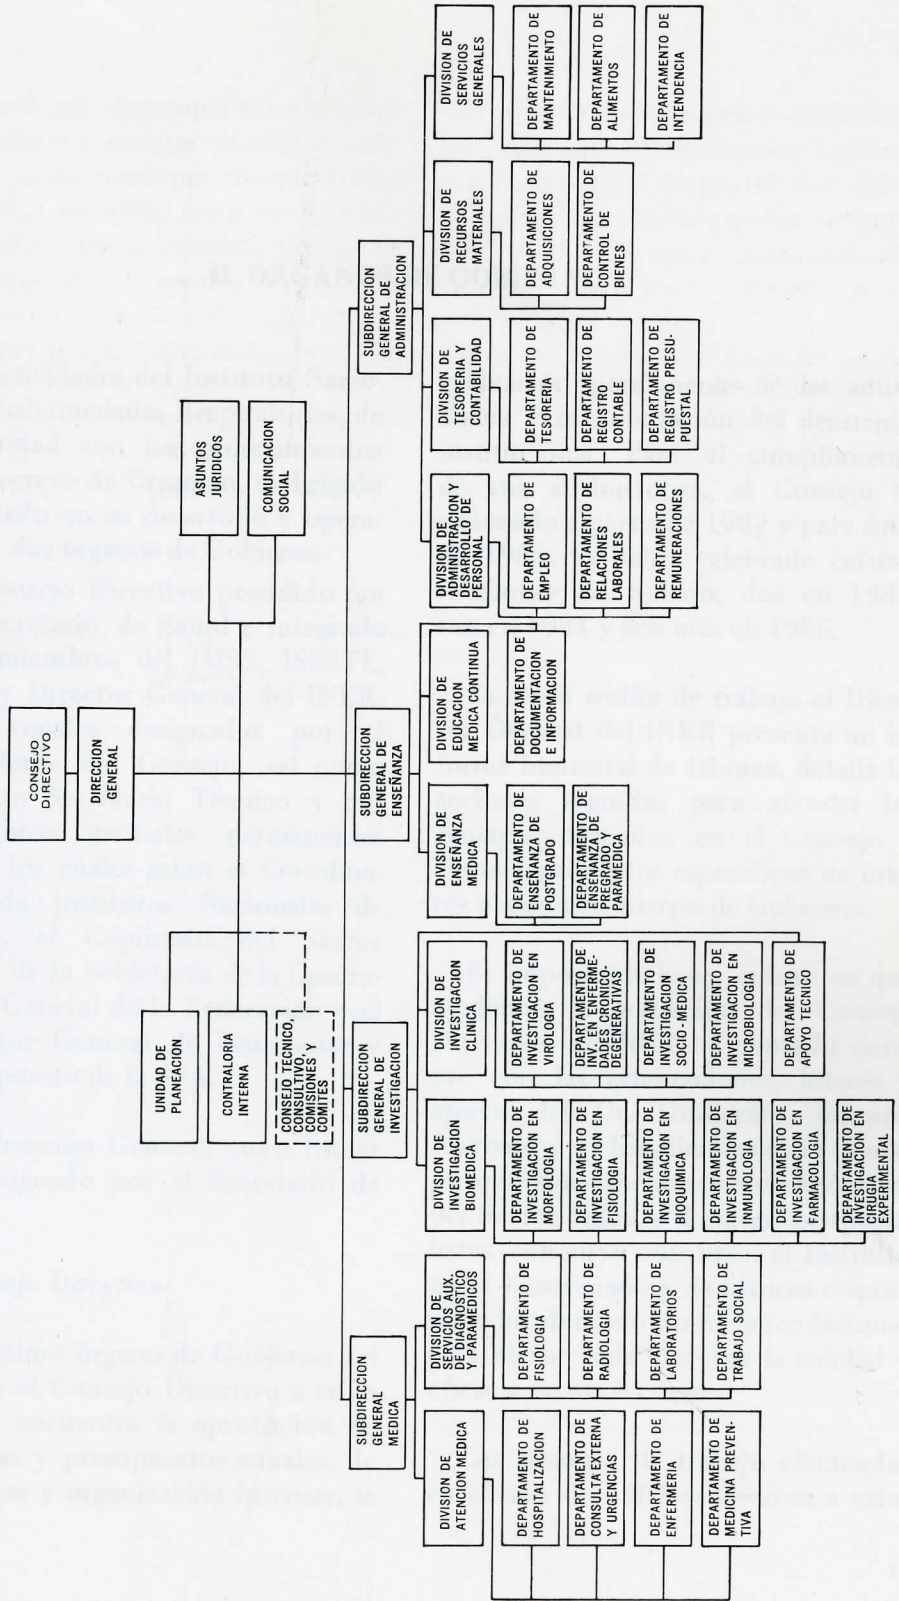 CONSEJO
DIRECTIVO
DIRECCION
GENERAL
UNIDAD DE
PLANEACION
CONTRALORIA
INTERNA
CONSEJO TECNICO,
CONSULTIVO,
COMISIONES Y
COMITES
ASUNTOS
JURIDICOS
COMUNICACION
SOCIAL
SUBDIRECCION
GENERAL
MEDICA
SUBDIRECCION
GENERAL DE
INVESTIGACION
SUBDIRECCION
GENERAL DE
ENSEÑANZA
SUBDIRECCION
GENERAL DE
ADMINISTRACION
DIVISION DE
ATENCION MEDICA
DEPARTAMENTO DE
HOSPITALIZACION
DEPARTAMENTO DE
CONSULTA EXTERNA
Y URGENCIAS
DEPARTAMENTO DE
ENFERMERIA
DEPARTAMENTO DE
MEDICINA PREVEN-
TIVA
DIVISION DE
SERVICIOS AUX.
DE DIAGNOSTICO
Y PARAMEDICOS
DEPARTAMENTO DE
FISIOLOGIA
DEPARTAMENTO DE
RADIOLOGIA
DEPARTAMENTO DE
LABORATORIOS
DEPARTAMENTO DE
TRABAJO SOCIAL
DIVISION DE
INVESTIGACION
BIOMEDICA
DEPARTAMENTO DE
INVESTIGACION EN
MORFOLOGIA
DEPARTAMENTO DE
INVESTIGACION EN
FISIOLOGIA
DEPARTAMENTO DE
INVESTIGACION EN
BIOQUIMICA
DEPARTAMENTO DE
INVESTIGACION EN
INMUNOLOGIA
DEPARTAMENTO DE
INVESTIGACION EN
FARMACOLOGIA
DEPARTAMENTO DE
INVESTIGACION EN
CIRUGIA
EXPERIMENTAL
DIVISION DE
INVESTIGACION
CLINICA
DEPARTAMENTO DE
INVESTIGACION EN
VIROLOGIA
DEPARTAMENTO DE
INV. EN ENFERME-
DADES CRONICO-
DEGENERATIVAS
DEPARTAMENTO DE
INVESTIGACION
SOCIO-MEDICA
DEPARTAMENTO DE
INVESTIGACION EN
MICROBIOLOGIA
DEPARTAMENTO DE
APOYO TECNICO
DIVISION DE
ENSEÑANZA
MEDICA
DEPARTAMENTO DE
ENSEÑANZA DE
POSTGRADO
DEPARTAMENTO DE
ENSEÑANZA DE
PREGRADO Y
PARAMEDICA
DIVISION DE
EDUCACION
MEDICA CONTINUA
DEPARTAMENTO DE
DOCUMENTACION
E INFORMACION
DIVISION DE
ADMINISTRACION Y
DESARROLLO DE
PERSONAL
DEPARTAMENTO DE
EMPLEO
DEPARTAMENTO DE
RELACIONES
LABORALES
DEPARTAMENTO DE
REMUNERACIONES
DIVISION DE
TESORERIA Y
CONTABILIDAD
DEPARTAMENTO DE
TESORERIA
DEPARTAMENTO DE
REGISTRO
CONTABLE
DEPARTAMENTO DE
REGISTRO PRESU-
PUESTAL
DIVISION DE
RECURSOS
MATERIALES
DEPARTAMENTO DE
ADQUISICIONES
DEPARTAMENTO DE
CONTROL DE
BIENES
DIVISION DE
SERVICIOS
GENERALES
DEPARTAMENTO DE
MANTENIMIENTO
DEPARTAMENTO DE
ALIMENTOS
DEPARTAMENTO DE
INTENDENCIA